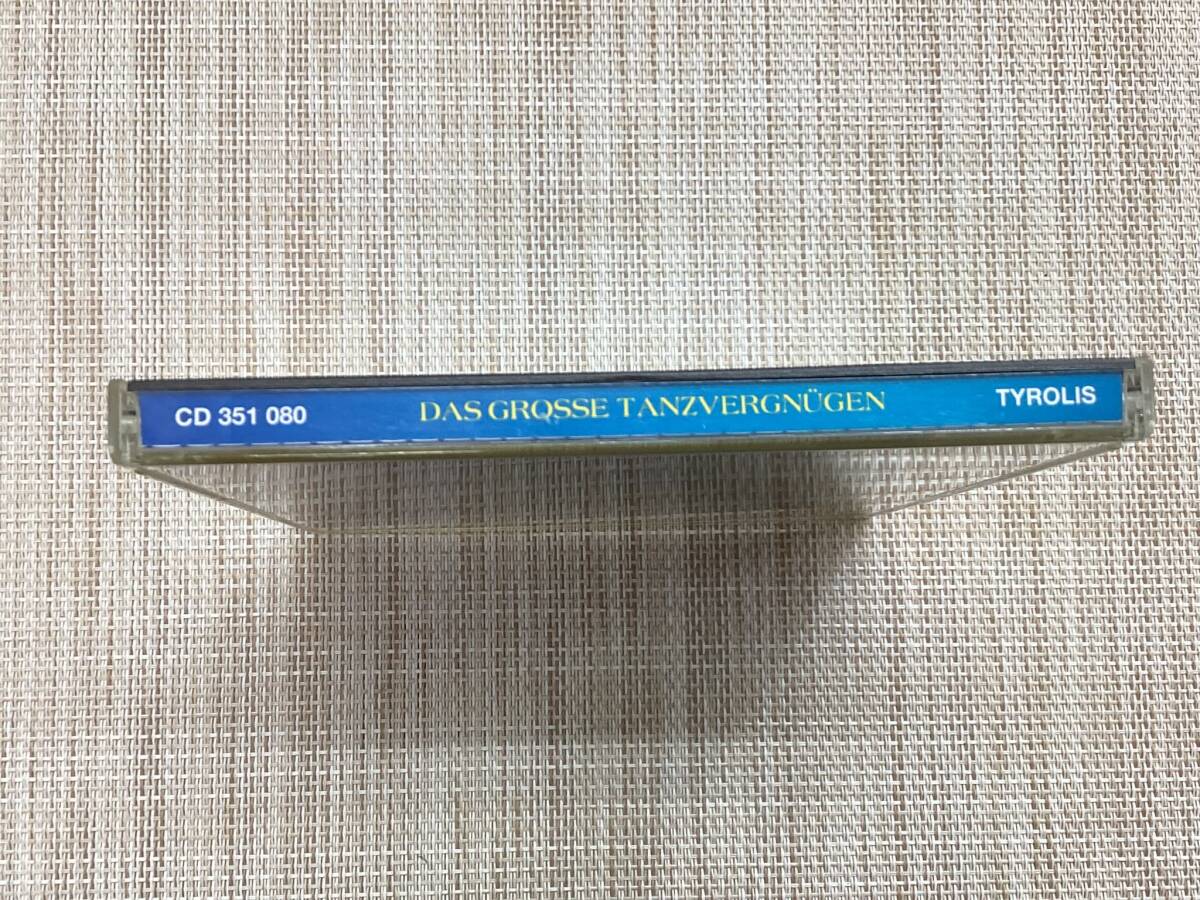 CD 351 080 DAS GROSSE TANZVERGNÜGEN TYROLIS